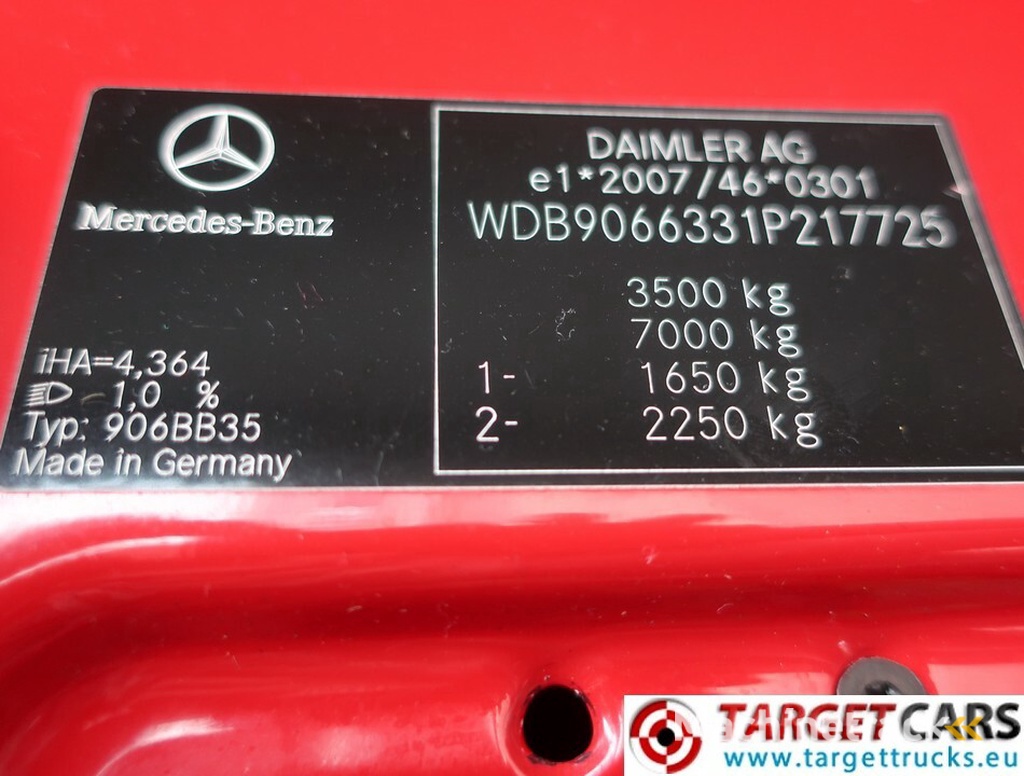 Mercedes-Benz
iHA=4,364
1,0 %
Typ: 906BB35
Made in Germany
DAIMLER AG
e1*2007/46*0301
WDB9066331P217725
3500 kg
7000 kg
1- 1650 kg
2- 2250 kg
TARGET CARS
www.targettrucks.eu